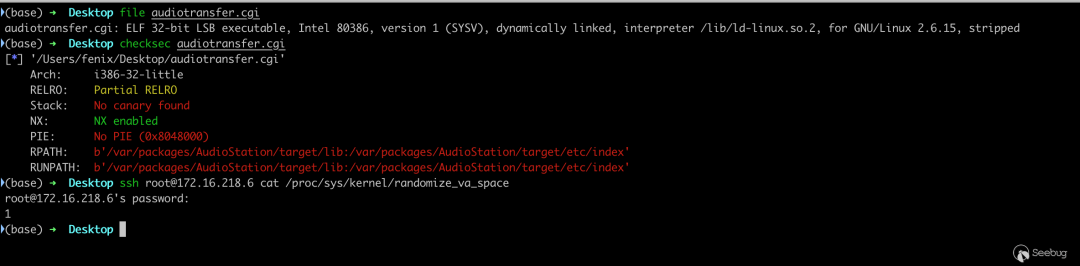 (base) → Desktop file audiotransfer.cgi
audiotransfer.cgi: ELF 32-bit LSB executable, Intel 80386, version 1 (SYSV), dynamically linked, interpreter /lib/ld-linux.so.2, for GNU/Linux 2.6.15, stripped
(base) → Desktop checksec audiotransfer.cgi
[*] '/Users/fenix/Desktop/audiotransfer.cgi'
Arch: i386-32-little
RELRO: Partial RELRO
Stack: No canary found
NX: NX enabled
PIE: No PIE (0x8048000)
RPATH: b'/var/packages/AudioStation/target/lib:/var/packages/AudioStation/target/etc/index'
RUNPATH: b'/var/packages/AudioStation/target/lib:/var/packages/AudioStation/target/etc/index'
(base) → Desktop ssh root@172.16.218.6 cat /proc/sys/kernel/randomize_va_space
root@172.16.218.6's password:
1
(base) → Desktop
Seebug